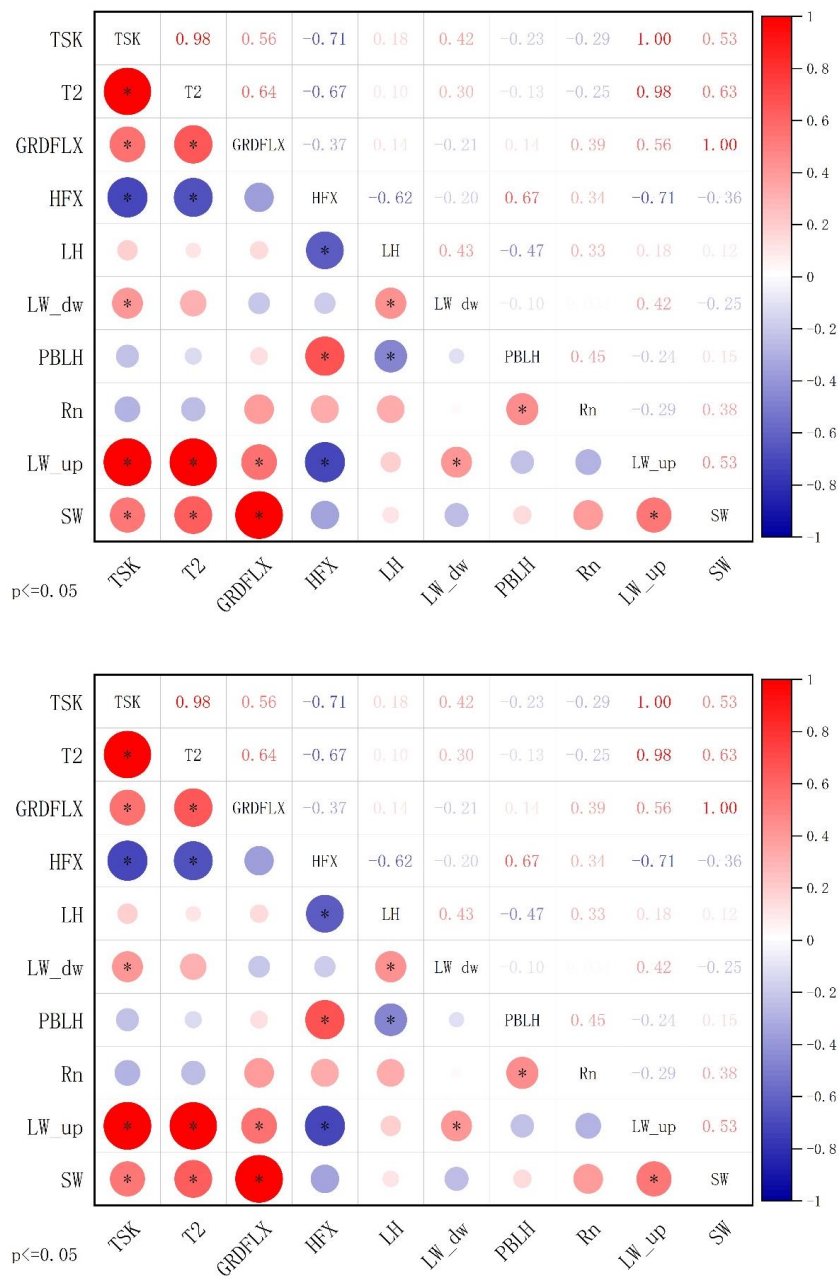 TSK TSK 0.98 0.56 -0.71 0.18 0.42 -0.23 -0.29 1.00 0.53
T2 * T2 0.64 -0.67 0.10 0.30 -0.13 -0.25 0.98 0.63
GRDFLX * * GRDFLX -0.37 0.14 -0.21 0.14 0.39 0.56 1.00
HFX * * HFX -0.62 -0.20 0.67 0.34 -0.71 -0.36
LH * LH 0.43 -0.47 0.33 0.18 0.12
LW_dw * * LW dw -0.10 0.42 -0.25
PBLH * * PBLH 0.45 -0.24 0.15
Rn * Rn -0.29 0.38
LW_up * * * * * LW_up 0.53
SW * * * * SW
1
0.8
0.6
0.4
0.2
0
-0.2
-0.4
-0.6
-0.8
-1
TSK T2 GRDFLX HFX LH LW_dw PBLH Rn LW_up SW
p<=0.05
TSK TSK 0.98 0.56 -0.71 0.18 0.42 -0.23 -0.29 1.00 0.53
T2 * T2 0.64 -0.67 0.10 0.30 -0.13 -0.25 0.98 0.63
GRDFLX * * GRDFLX -0.37 0.14 -0.21 0.14 0.39 0.56 1.00
HFX * * HFX -0.62 -0.20 0.67 0.34 -0.71 -0.36
LH * LH 0.43 -0.47 0.33 0.18 0.12
LW_dw * * LW dw -0.10 0.42 -0.25
PBLH * * PBLH 0.45 -0.24 0.15
Rn * Rn -0.29 0.38
LW_up * * * * * LW_up 0.53
SW * * * * SW
1
0.8
0.6
0.4
0.2
0
-0.2
-0.4
-0.6
-0.8
-1
TSK T2 GRDFLX HFX LH LW_dw PBLH Rn LW_up SW
p<=0.05